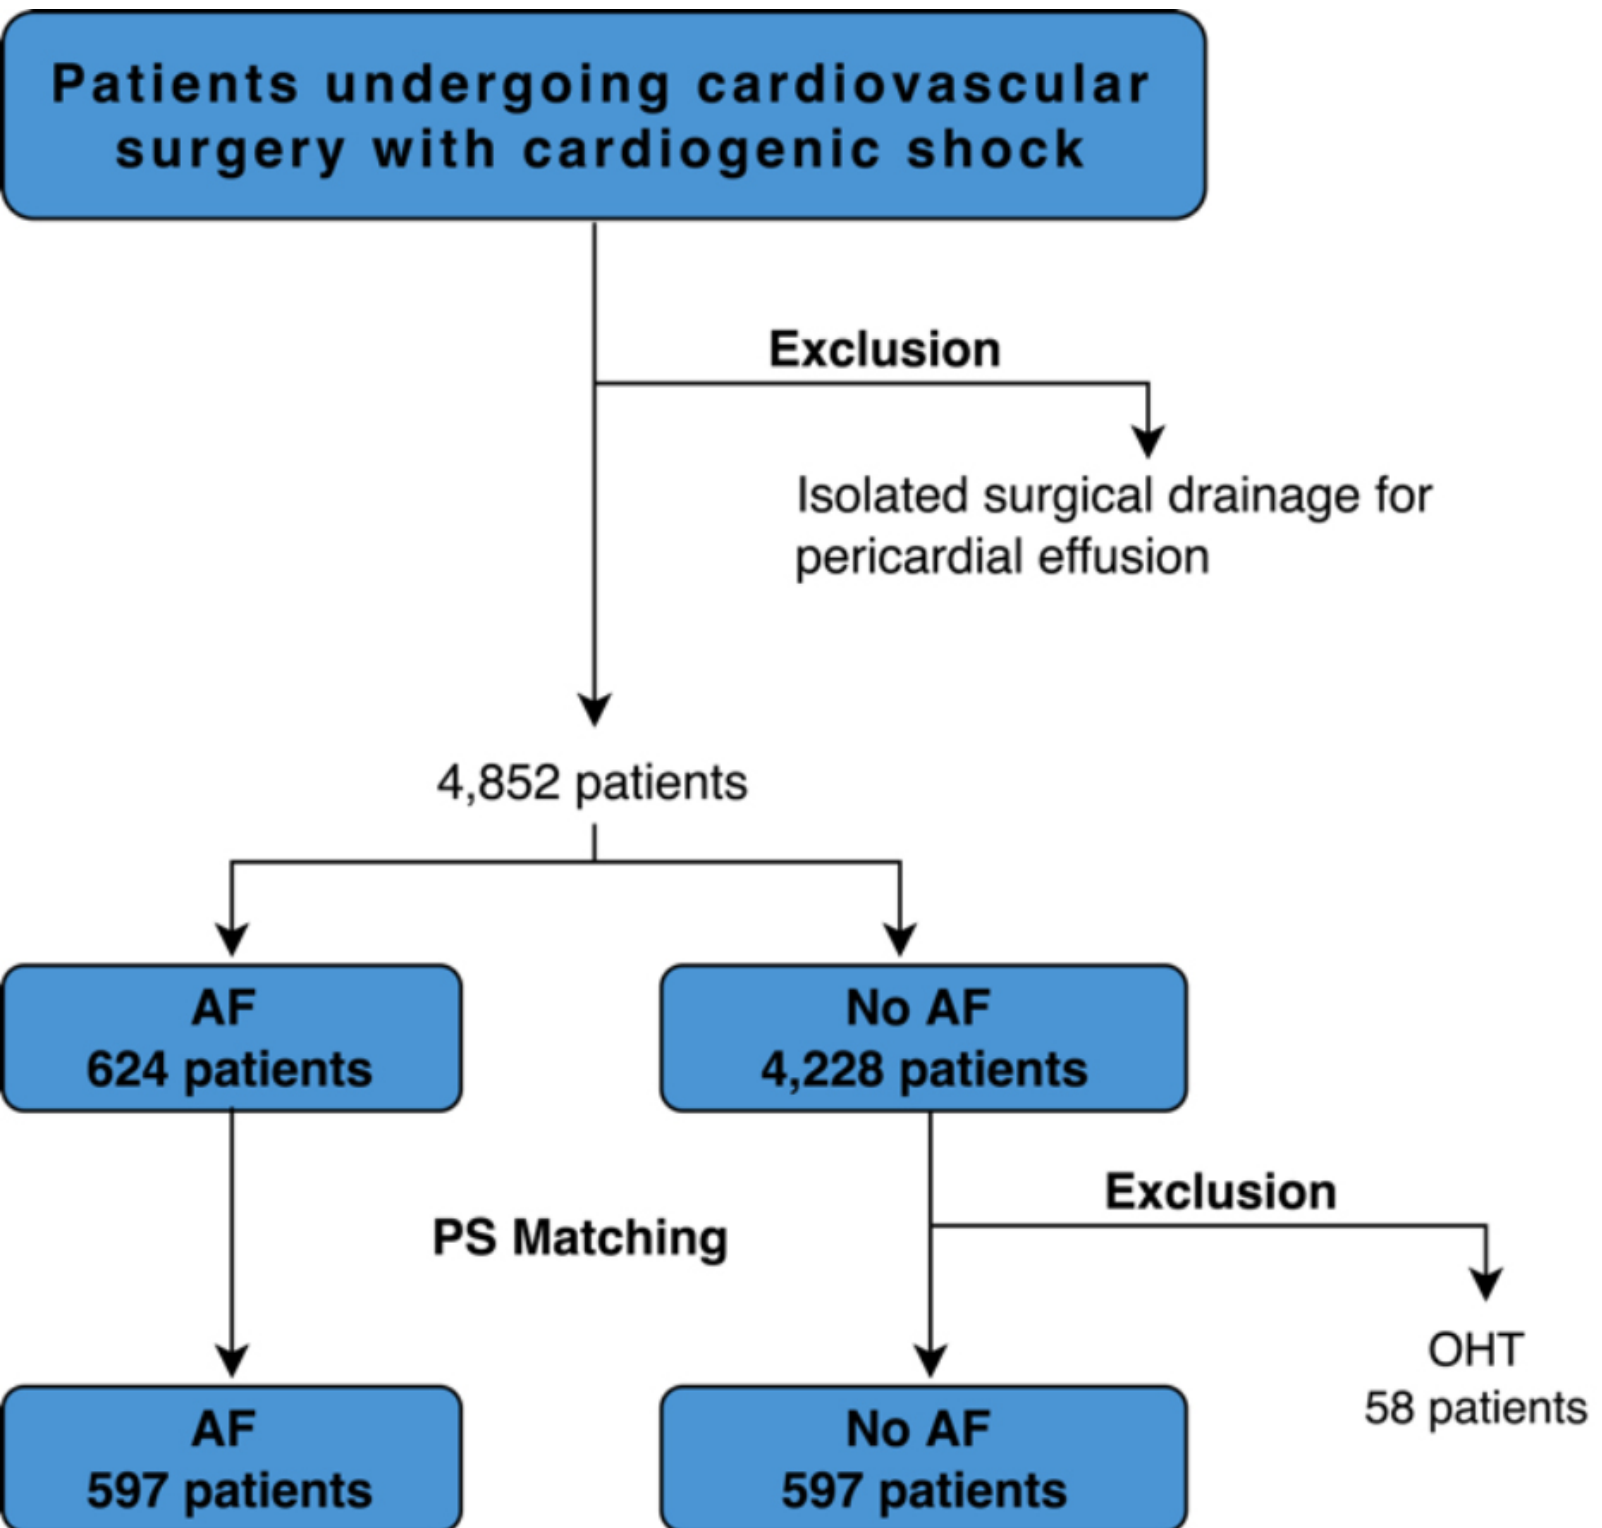 Patients undergoing cardiovascular
surgery with cardiogenic shock
Exclusion
Isolated surgical drainage for
pericardial effusion
4,852 patients
AF
624 patients
No AF
4,228 patients
Exclusion
PS Matching
OHT
58 patients
AF
597 patients
No AF
597 patients